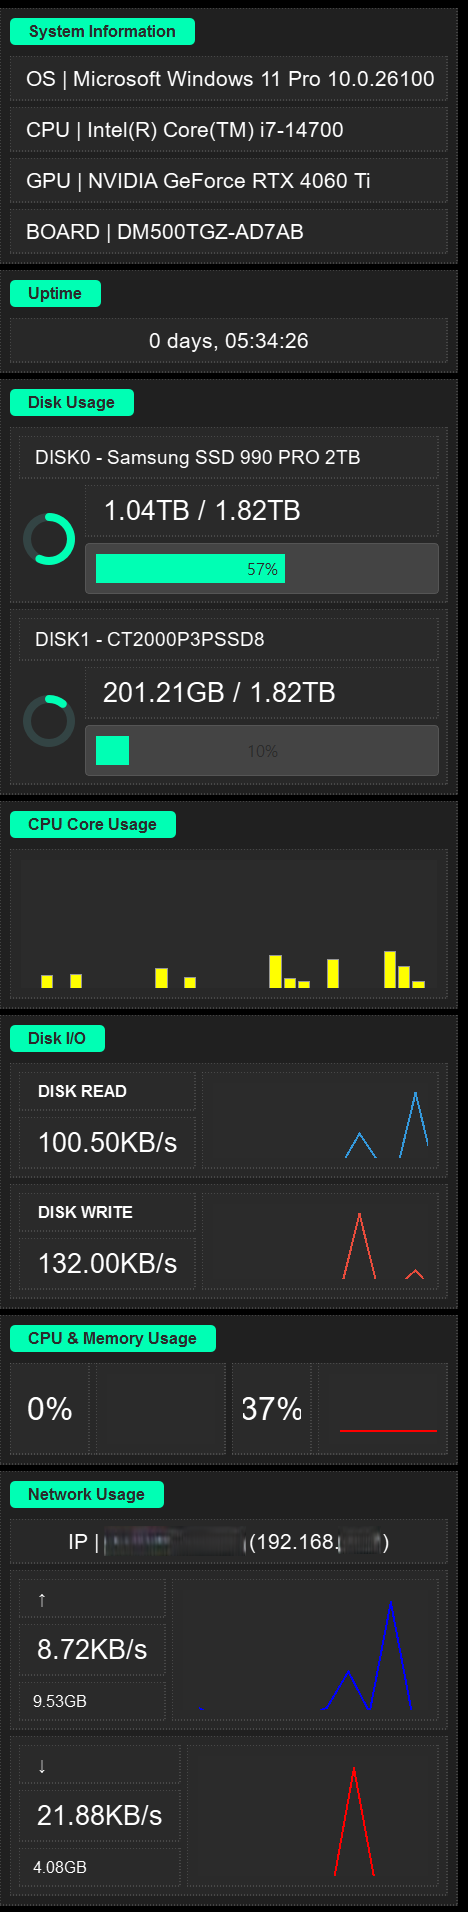 System Information
OS | Microsoft Windows 11 Pro 10.0.26100
CPU | Intel(R) Core(TM) i7-14700
GPU | NVIDIA GeForce RTX 4060 Ti
BOARD | DM500TGZ-AD7AB
Uptime
0 days, 05:34:26
Disk Usage
DISK0 - Samsung SSD 990 PRO 2TB
1.04TB / 1.82TB
57%
DISK1 - CT2000P3PSSD8
201.21GB / 1.82TB
10%
CPU Core Usage
Disk I/O
DISK READ
100.50KB/s
DISK WRITE
132.00KB/s
CPU & Memory Usage
0% 37%
Network Usage
IP | (192.168. )
↑
8.72KB/s
9.53GB
↓
21.88KB/s
4.08GB